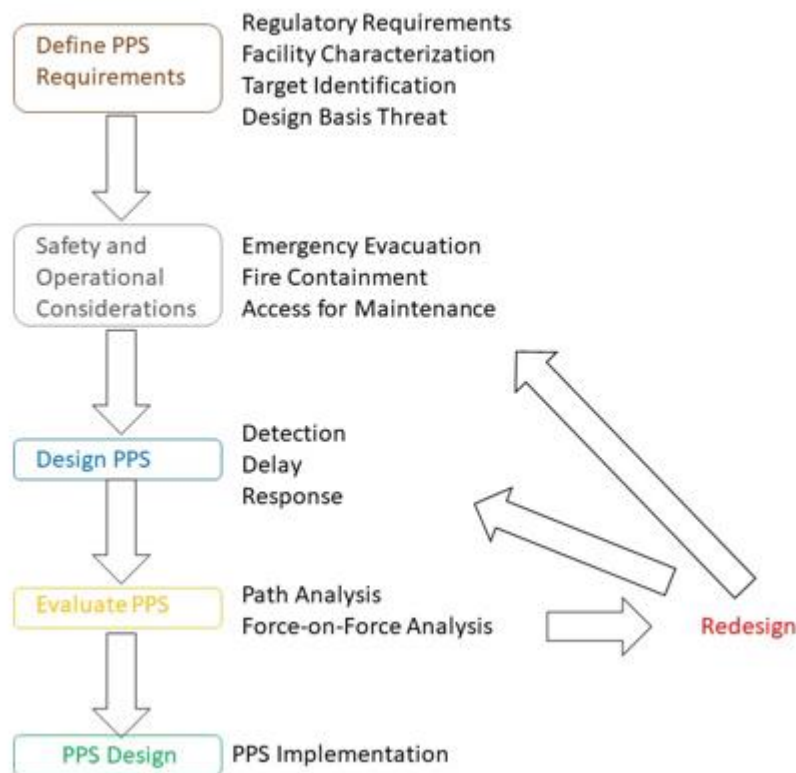 Define PPS
Requirements
Regulatory Requirements
Facility Characterization
Target Identification
Design Basis Threat
Safety and
Operational
Considerations
Emergency Evacuation
Fire Containment
Access for Maintenance
Design PPS
Detection
Delay
Response
Evaluate PPS
Path Analysis
Force-on-Force Analysis
Redesign
PPS Design
PPS Implementation